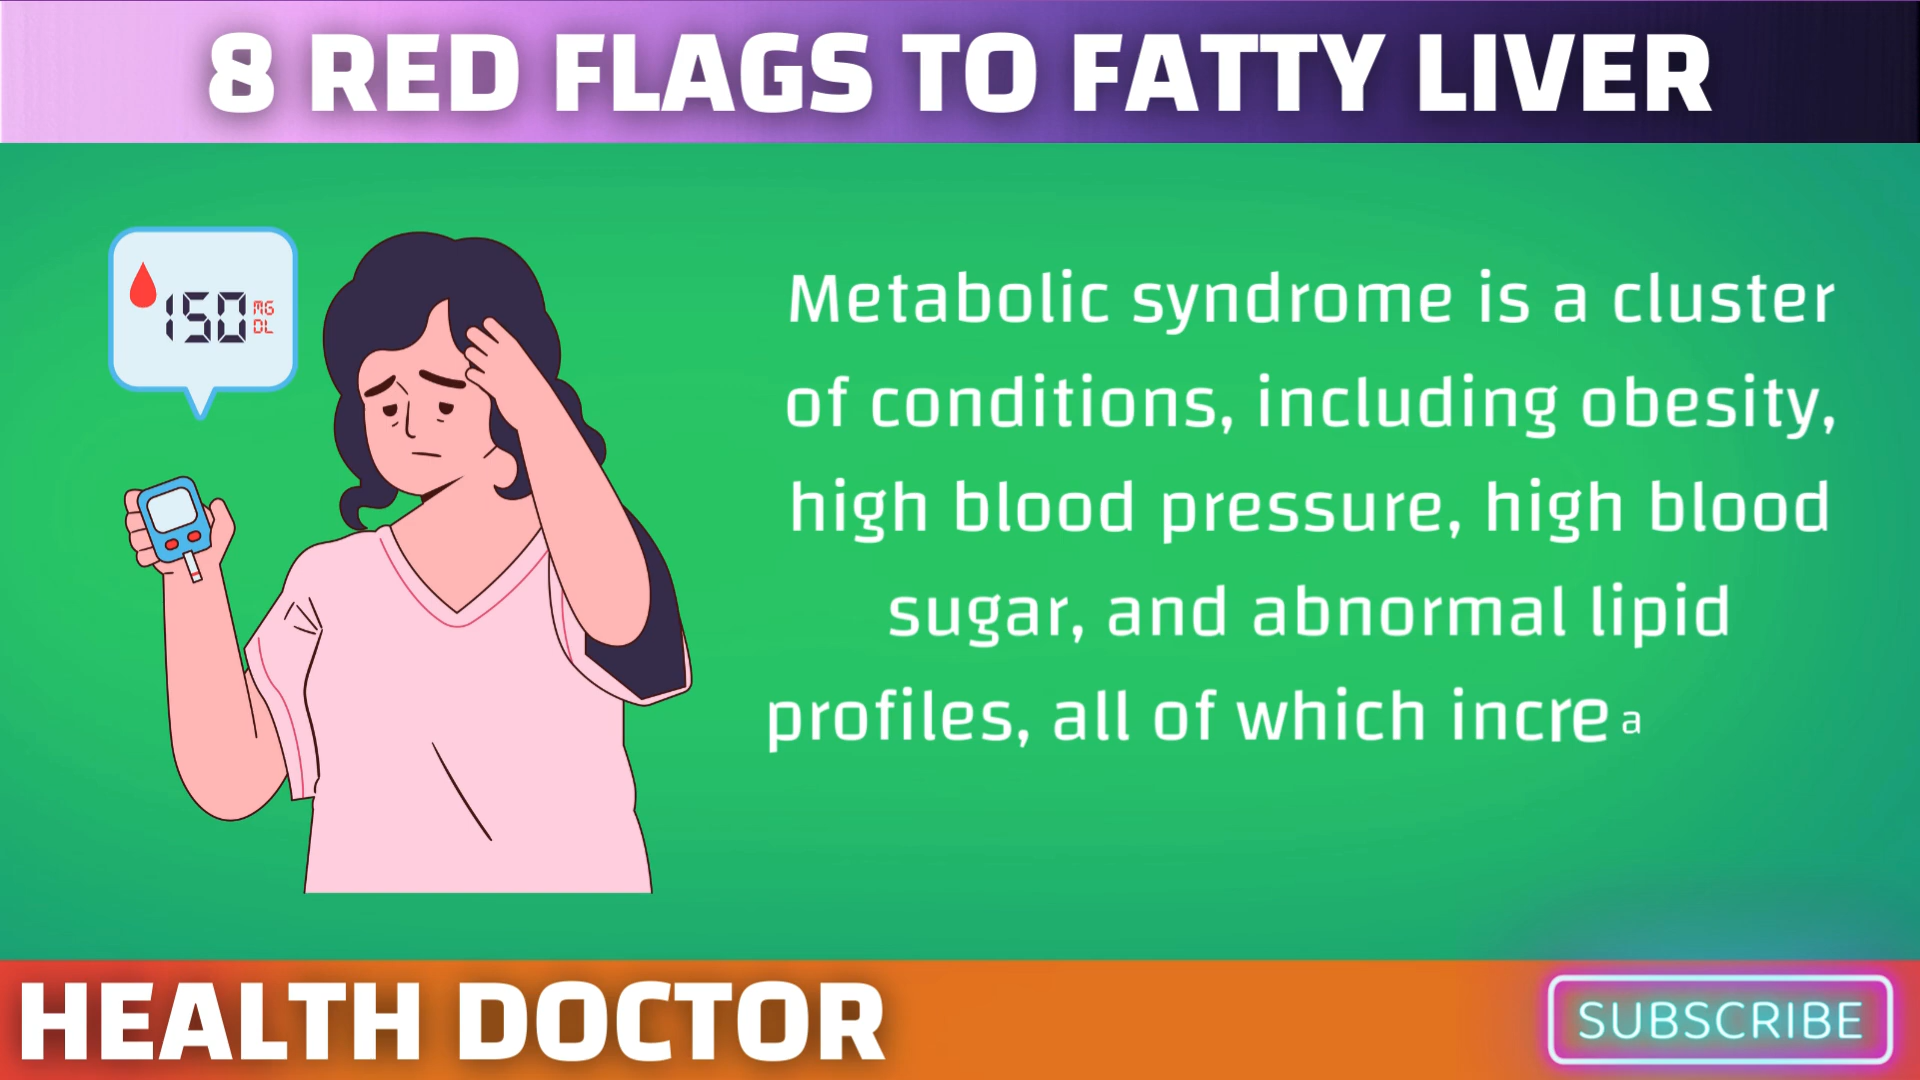 8 RED FLAGS TO FATTY LIVER
150 MG DL
Metabolic syndrome is a cluster
of conditions, including obesity,
high blood pressure, high blood
sugar, and abnormal lipid
profiles, all of which increa
HEALTH DOCTOR
SUBSCRIBE